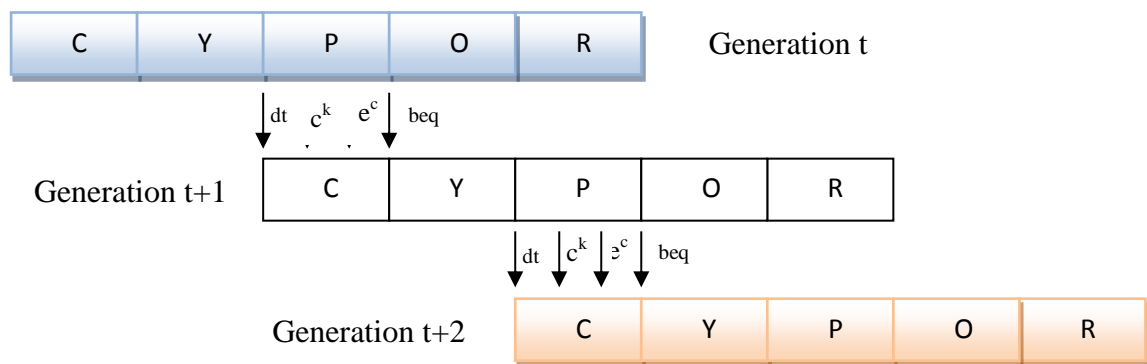 C Y P O R Generation t
dt c^k e^c beq
Generation t+1 C Y P O R
dt c^k e^c beq
Generation t+2 C Y P O R